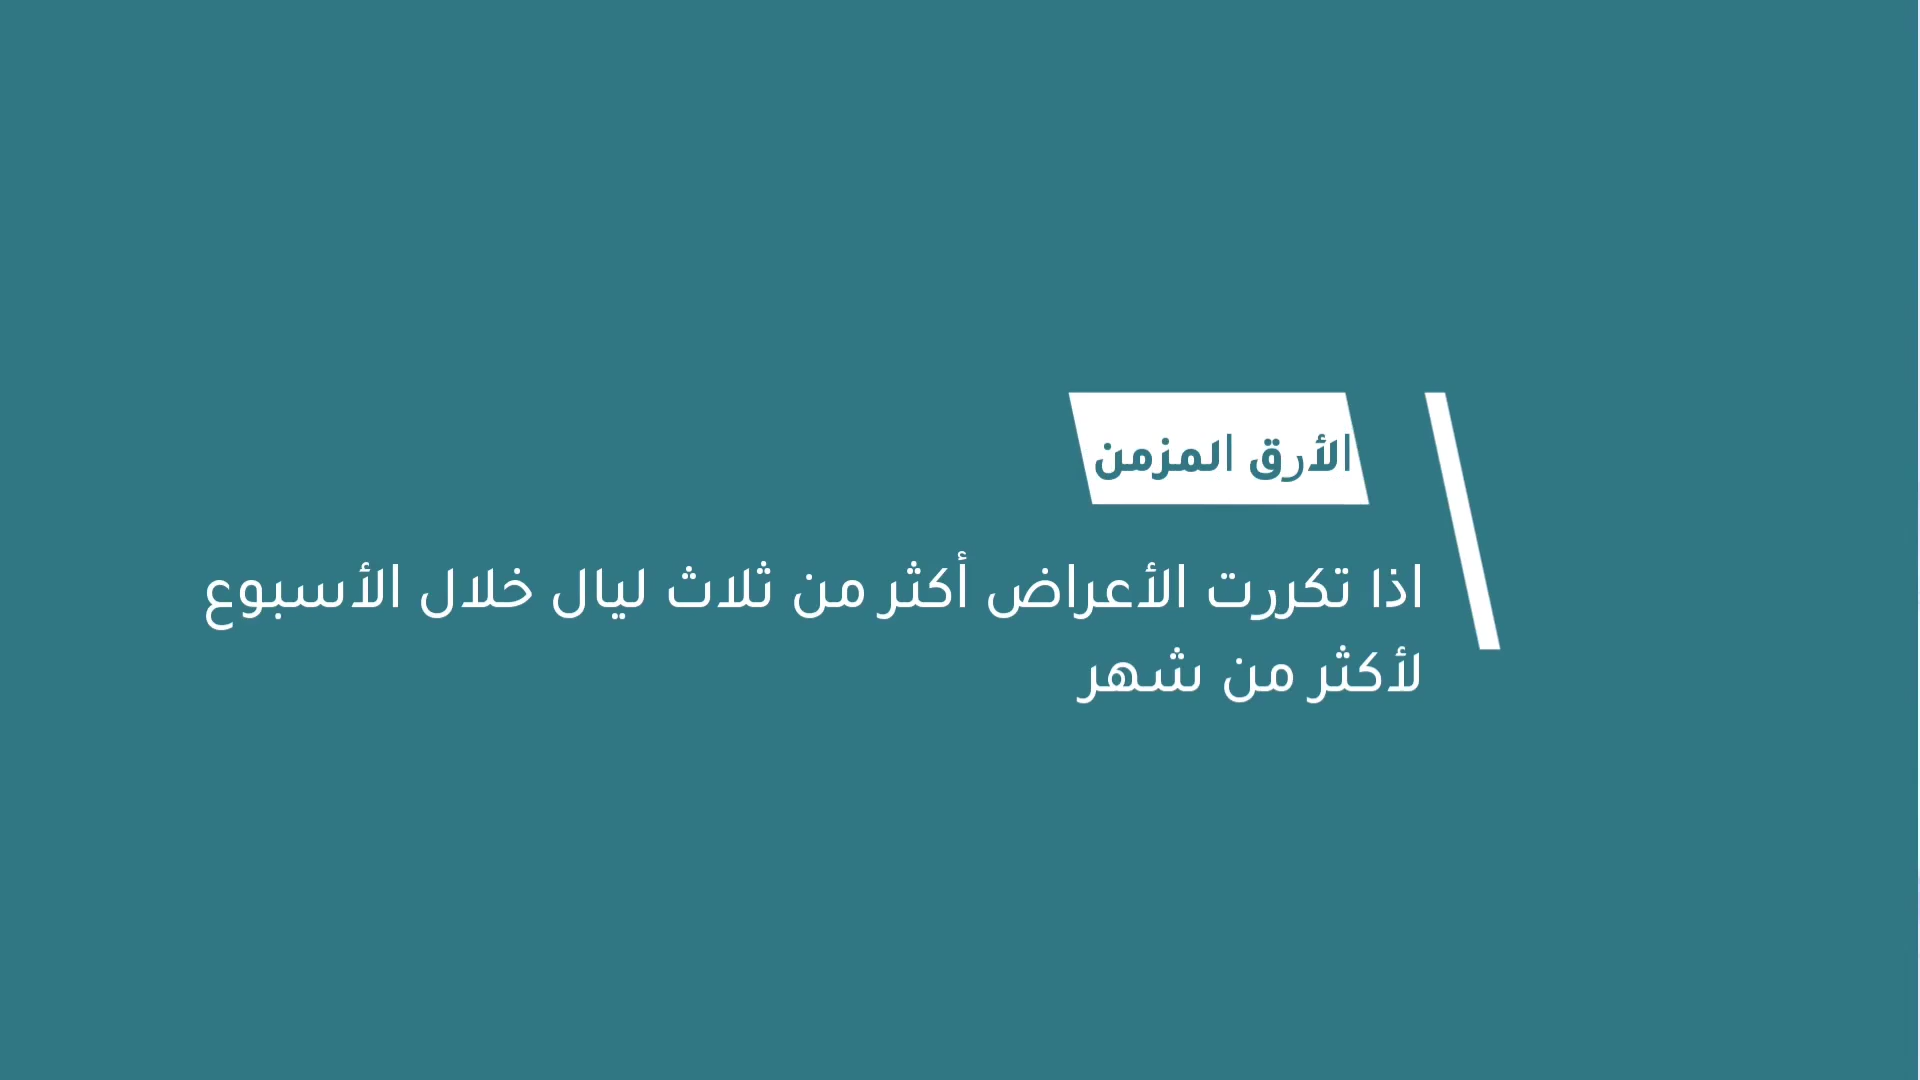 الأرق المزمن
اذا تكررت الأعراض أكثر من ثلاث ليال خلال الأسبوع
لأكثر من شهر